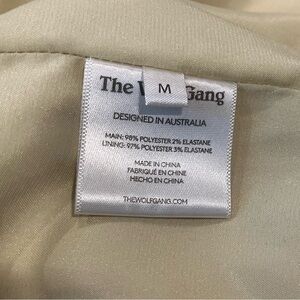 The W Gang
M
DESIGNED IN AUSTRALIA
MAIN: 98% POLYESTER 2% ELASTANE
LINING: 97% POLYESTER 3% ELASTANE
MADE IN CHINA
FABRIQUÉ EN CHINE
HECHO EN CHINA
THEWOLFGANG.COM